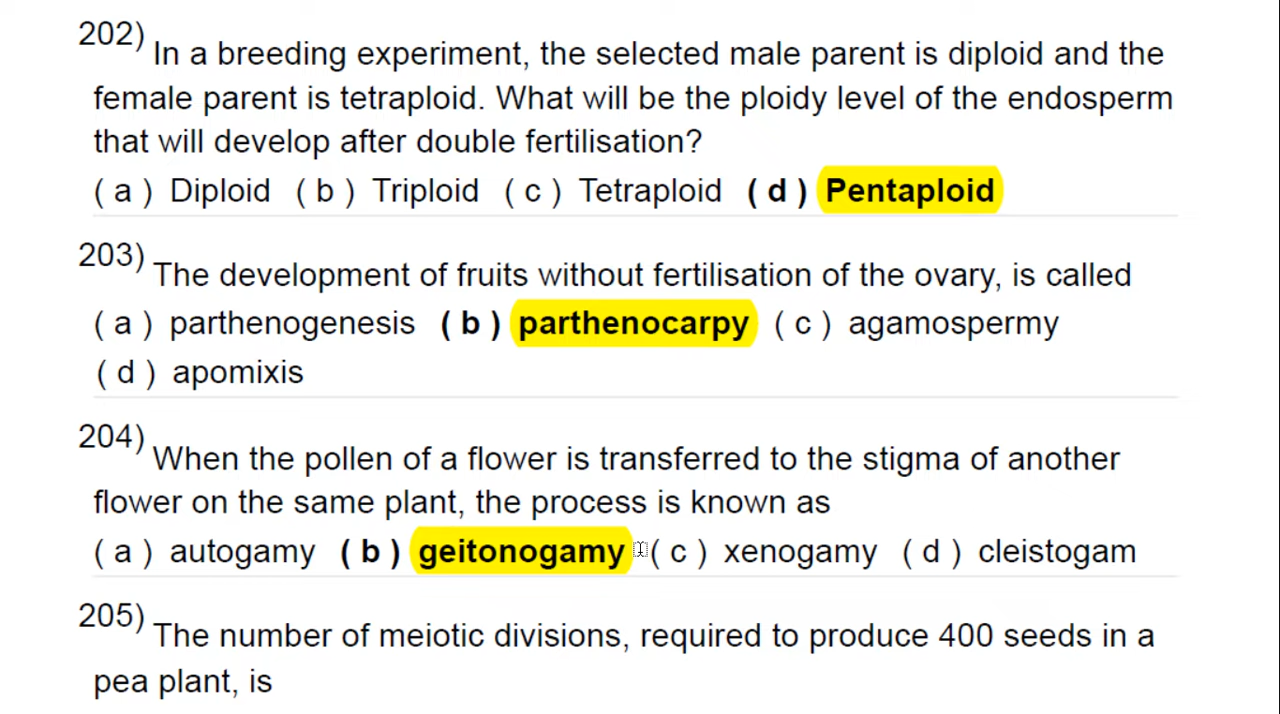 202) In a breeding experiment, the selected male parent is diploid and the
female parent is tetraploid. What will be the ploidy level of the endosperm
that will develop after double fertilisation?
( a ) Diploid ( b ) Triploid ( c ) Tetraploid ( d ) Pentaploid
203) The development of fruits without fertilisation of the ovary, is called
( a ) parthenogenesis ( b ) parthenocarpy ( c ) agamospermy
( d ) apomixis
204) When the pollen of a flower is transferred to the stigma of another
flower on the same plant, the process is known as
( a ) autogamy ( b ) geitonogamy ( c ) xenogamy ( d ) cleistogam
205) The number of meiotic divisions, required to produce 400 seeds in a
pea plant, is